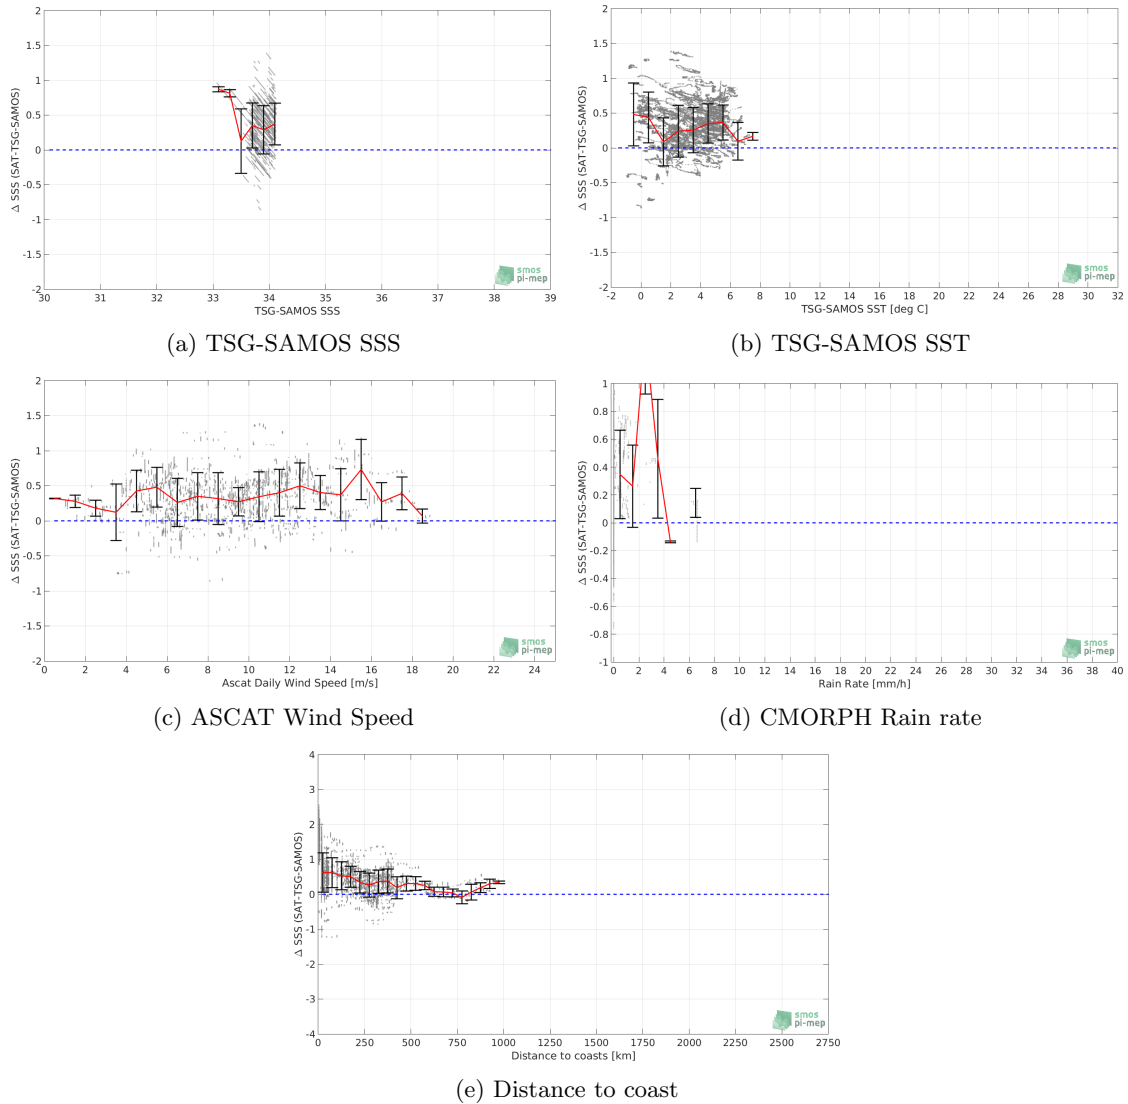 2
1.5
1
0.5
0
-0.5
-1
-1.5
-2
Δ SSS (SAT-TSG-SAMOS)
30 31 32 33 34 35 36 37 38 39
TSG-SAMOS SSS
smos
pi-mep
(a) TSG-SAMOS SSS
2
1.5
1
0.5
0
-0.5
-1
-1.5
-2
Δ SSS (SAT-TSG-SAMOS)
-2 0 2 4 6 8 10 12 14 16 18 20 22 24 26 28 30 32
TSG-SAMOS SST [deg C]
smos
pi-mep
(b) TSG-SAMOS SST
2
1.5
1
0.5
0
-0.5
-1
-1.5
-2
Δ SSS (SAT-TSG-SAMOS)
0 2 4 6 8 10 12 14 16 18 20 22 24
Ascat Daily Wind Speed [m/s]
smos
pi-mep
(c) ASCAT Wind Speed
1
0.8
0.6
0.4
0.2
0
-0.2
-0.4
-0.6
-0.8
-1
Δ SSS (SAT-TSG-SAMOS)
0 2 4 6 8 10 12 14 16 18 20 22 24 26 28 30 32 34 36 38 40
Rain Rate [mm/h]
smos
pi-mep
(d) CMORPH Rain rate
4
3
2
1
0
-1
-2
-3
-4
Δ SSS (SAT-TSG-SAMOS)
0 250 500 750 1000 1250 1500 1750 2000 2250 2500 2750
Distance to coasts [km]
smos
pi-mep
(e) Distance to coast